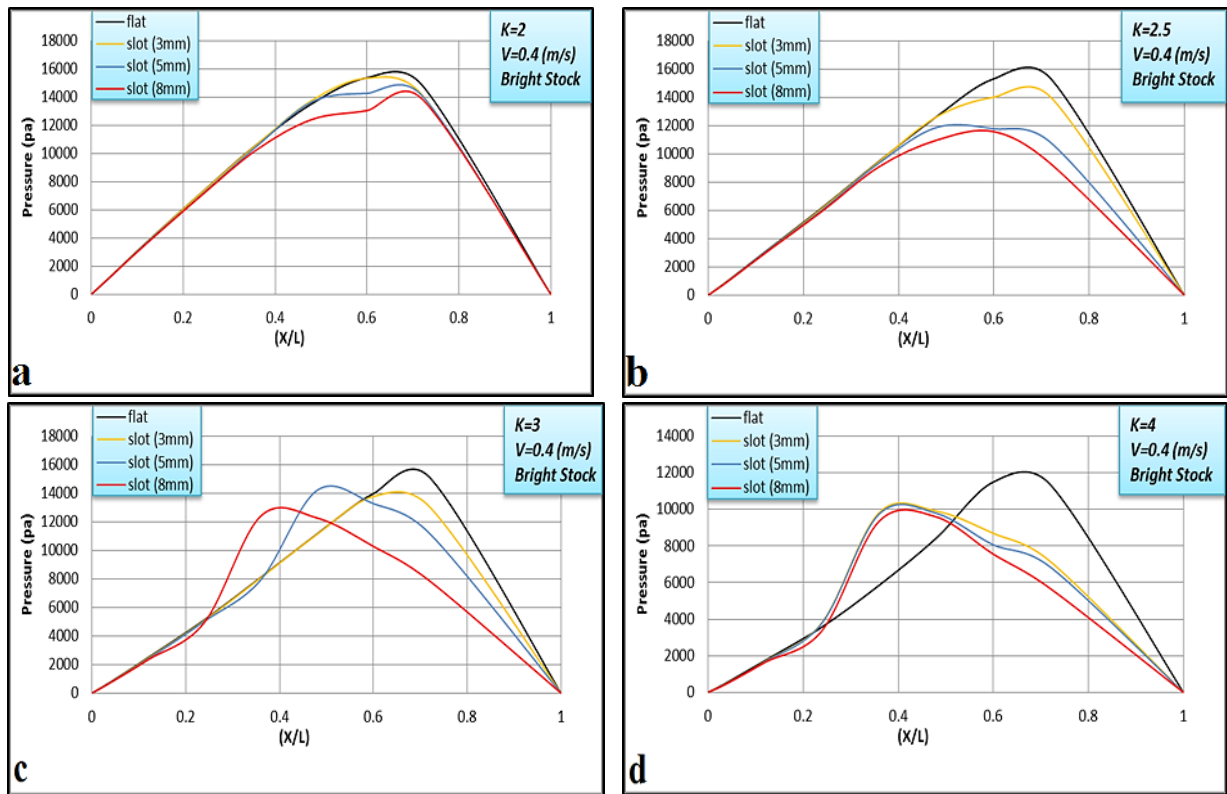 flat
slot (3mm)
slot (5mm)
slot (8mm)
K=2
V=0.4 (m/s)
Bright Stock
18000
16000
14000
12000
10000
8000
6000
4000
2000
0
Pressure (pa)
0 0.2 0.4 0.6 0.8 1
(X/L)
a
flat
slot (3mm)
slot (5mm)
slot (8mm)
K=2.5
V=0.4 (m/s)
Bright Stock
18000
16000
14000
12000
10000
8000
6000
4000
2000
0
Pressure (pa)
0 0.2 0.4 0.6 0.8 1
(X/L)
b
flat
slot (3mm)
slot (5mm)
slot (8mm)
K=3
V=0.4 (m/s)
Bright Stock
18000
16000
14000
12000
10000
8000
6000
4000
2000
0
Pressure (pa)
0 0.2 0.4 0.6 0.8 1
(X/L)
c
flat
slot (3mm)
slot (5mm)
slot (8mm)
K=4
V=0.4 (m/s)
Bright Stock
14000
12000
10000
8000
6000
4000
2000
0
Pressure (pa)
0 0.2 0.4 0.6 0.8 1
(X/L)
d